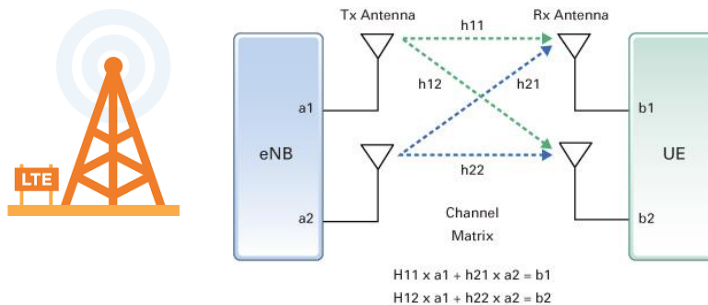 LTE
Tx Antenna
h11
Rx Antenna
h12
h21
a1
b1
eNB
UE
h22
a2
b2
Channel
Matrix
H11 x a1 + h21 x a2 = b1
H12 x a1 + h22 x a2 = b2